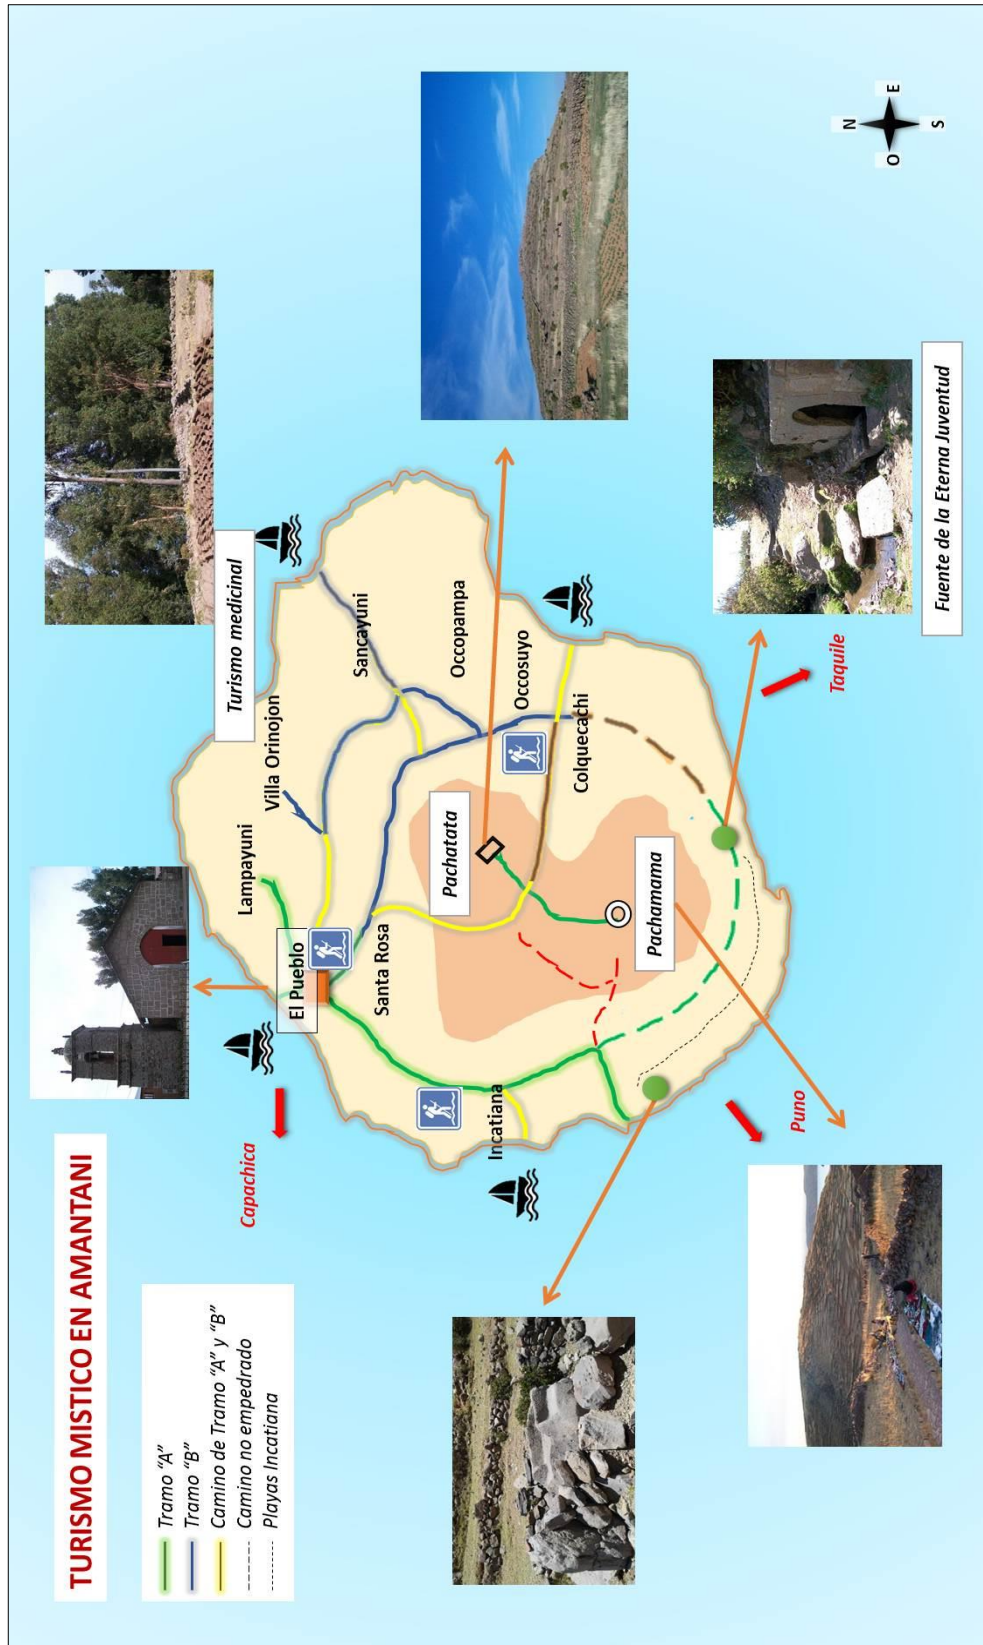 TURISMO MISTICO EN AMANTANI
Tramo “A”
Tramo “B”
Camino de Tramo “A” y “B”
Camino no empedrado
Playas Incatiana
Capachica
El Pueblo
Lampayuni
Villa Orinojon
Turismo medicinal
Sancayuni
Santa Rosa
Occopampa
Pachatata
Occosuyo
Incatiana
Colquecachi
Pachamama
Puno
Taquile
Fuente de la Eterna Juventud
N
O
E
S